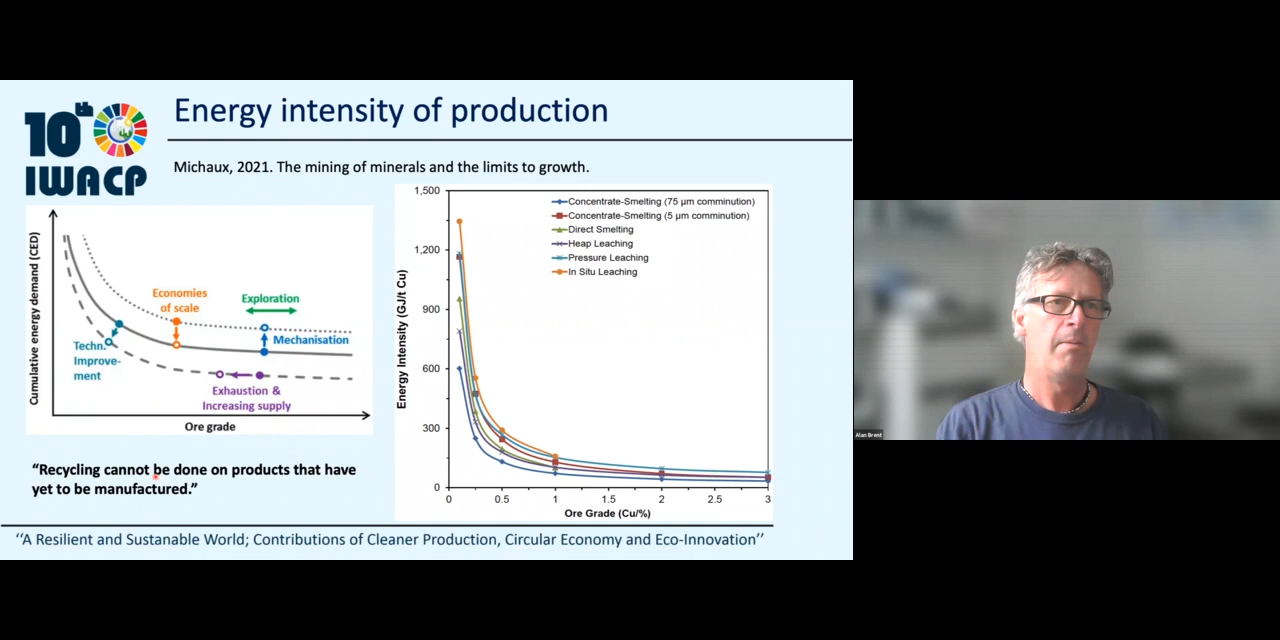 10th
IWACP
Energy intensity of production
Michaux, 2021. The mining of minerals and the limits to growth.
Cumulative energy demand (CED)
Economies
of scale
Exploration
Mechanisation
Techn.
Improve-
ment
Exhaustion &
Increasing supply
Ore grade
“Recycling cannot be done on products that have
yet to be manufactured.”
Energy Intensity (GJ/t Cu)
1,500
1,200
900
600
300
0
Concentrate-Smelting (75 µm comminution)
Concentrate-Smelting (5 µm comminution)
Direct Smelting
Heap Leaching
Pressure Leaching
In Situ Leaching
0 0.5 1 1.5 2 2.5 3
Ore Grade (Cu/%)
‘‘A Resilient and Sustanable World; Contributions of Cleaner Production, Circular Economy and Eco-Innovation’’
Alan Brent